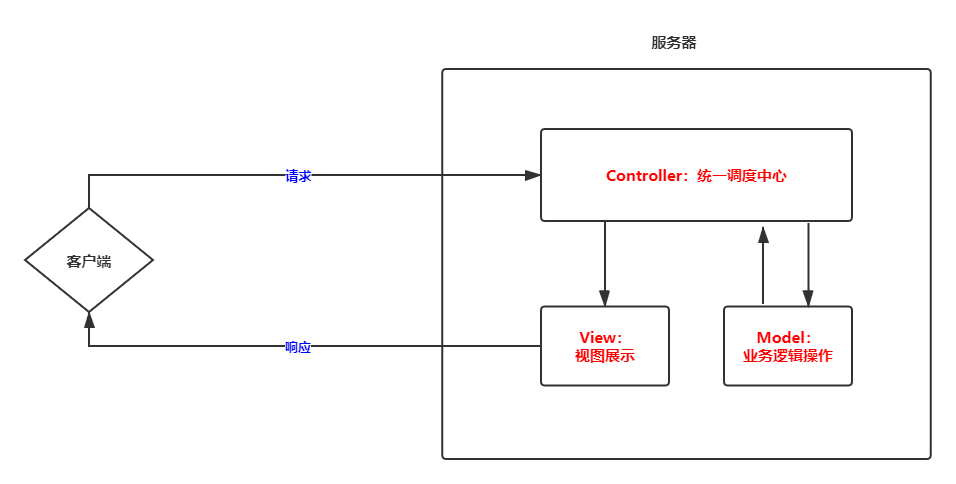 服务器
请求
Controller：统一调度中心
客户端
响应
View：
视图展示
Model：
业务逻辑操作